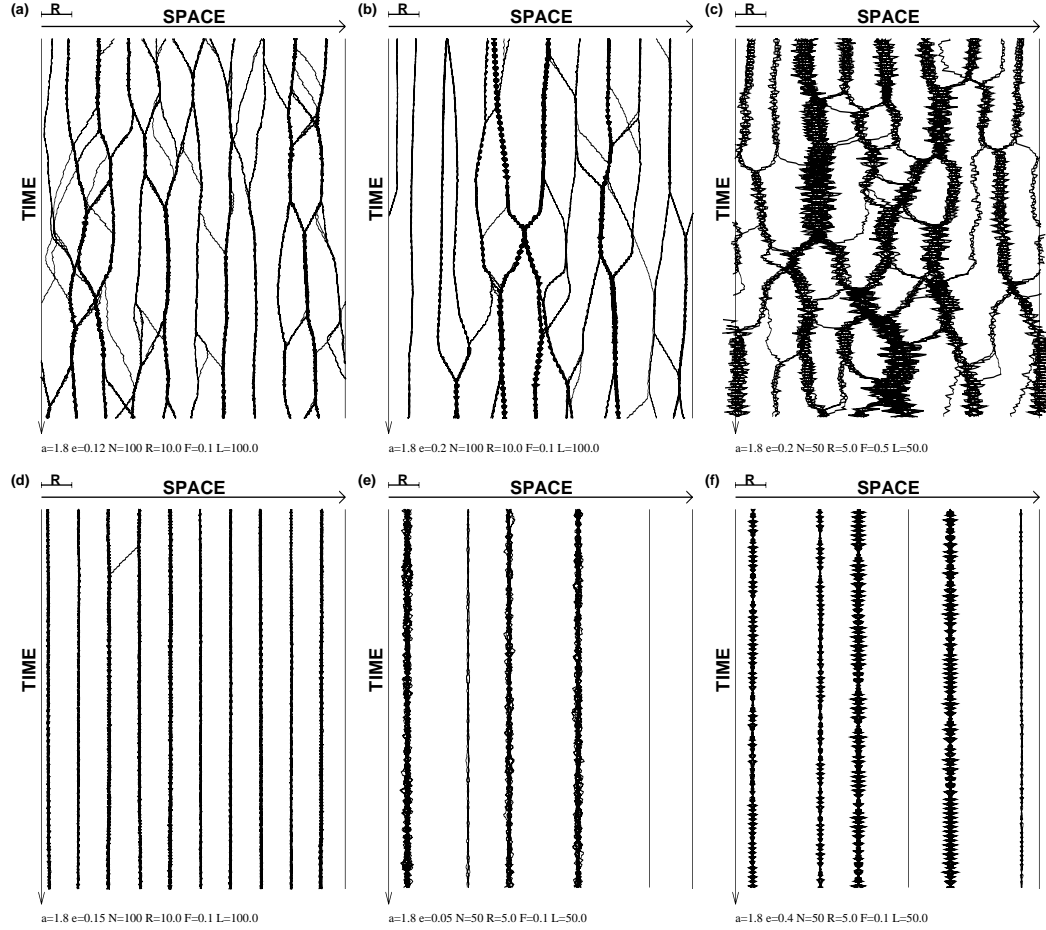 (a) R SPACE
TIME
a=1.8 e=0.12 N=100 R=10.0 F=0.1 L=100.0
(b) R SPACE
TIME
a=1.8 e=0.2 N=100 R=10.0 F=0.1 L=100.0
(c) R SPACE
TIME
a=1.8 e=0.2 N=50 R=5.0 F=0.5 L=50.0
(d) R SPACE
TIME
a=1.8 e=0.15 N=100 R=10.0 F=0.1 L=100.0
(e) R SPACE
TIME
a=1.8 e=0.05 N=50 R=5.0 F=0.1 L=50.0
(f) R SPACE
TIME
a=1.8 e=0.4 N=50 R=5.0 F=0.1 L=50.0